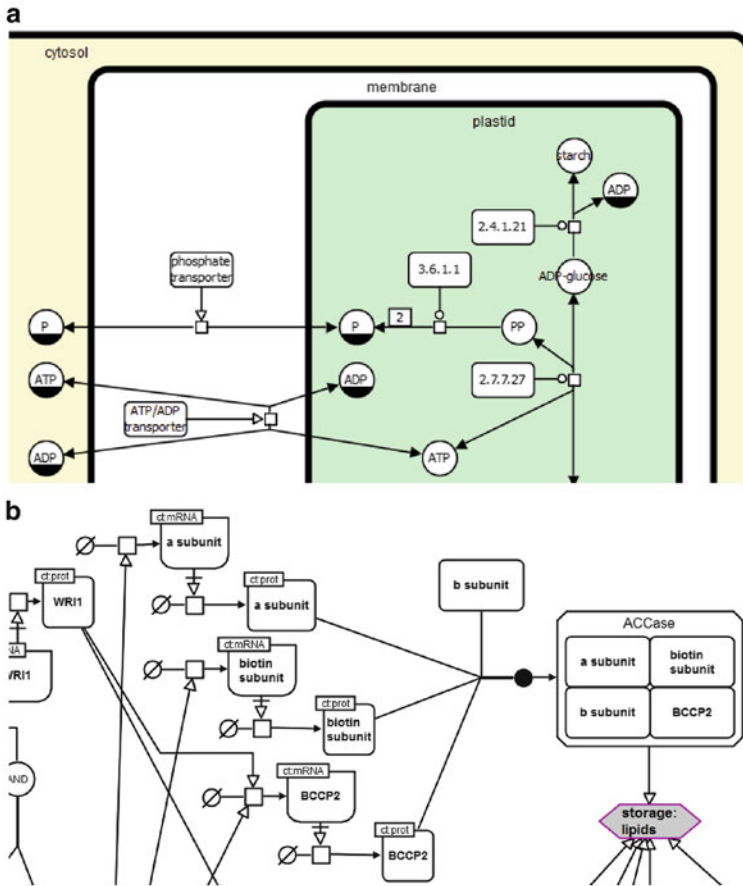 a
cytosol
membrane
plastid
starch
ADP
2.4.1.21
phosphate
transporter
3.6.1.1
ADP-glucose
P
P
2
PP
ATP
ADP
2.7.7.27
ATP/ADP
transporter
ADP
ATP
b
ct:mRNA
a subunit
ct:prot
WRI1
ct:prot
a subunit
b subunit
ct:mRNA
biotin
subunit
ACCase
a subunit
biotin
subunit
b subunit
BCCP2
ct:prot
biotin
subunit
ct:mRNA
BCCP2
ct:prot
BCCP2
storage:
lipids